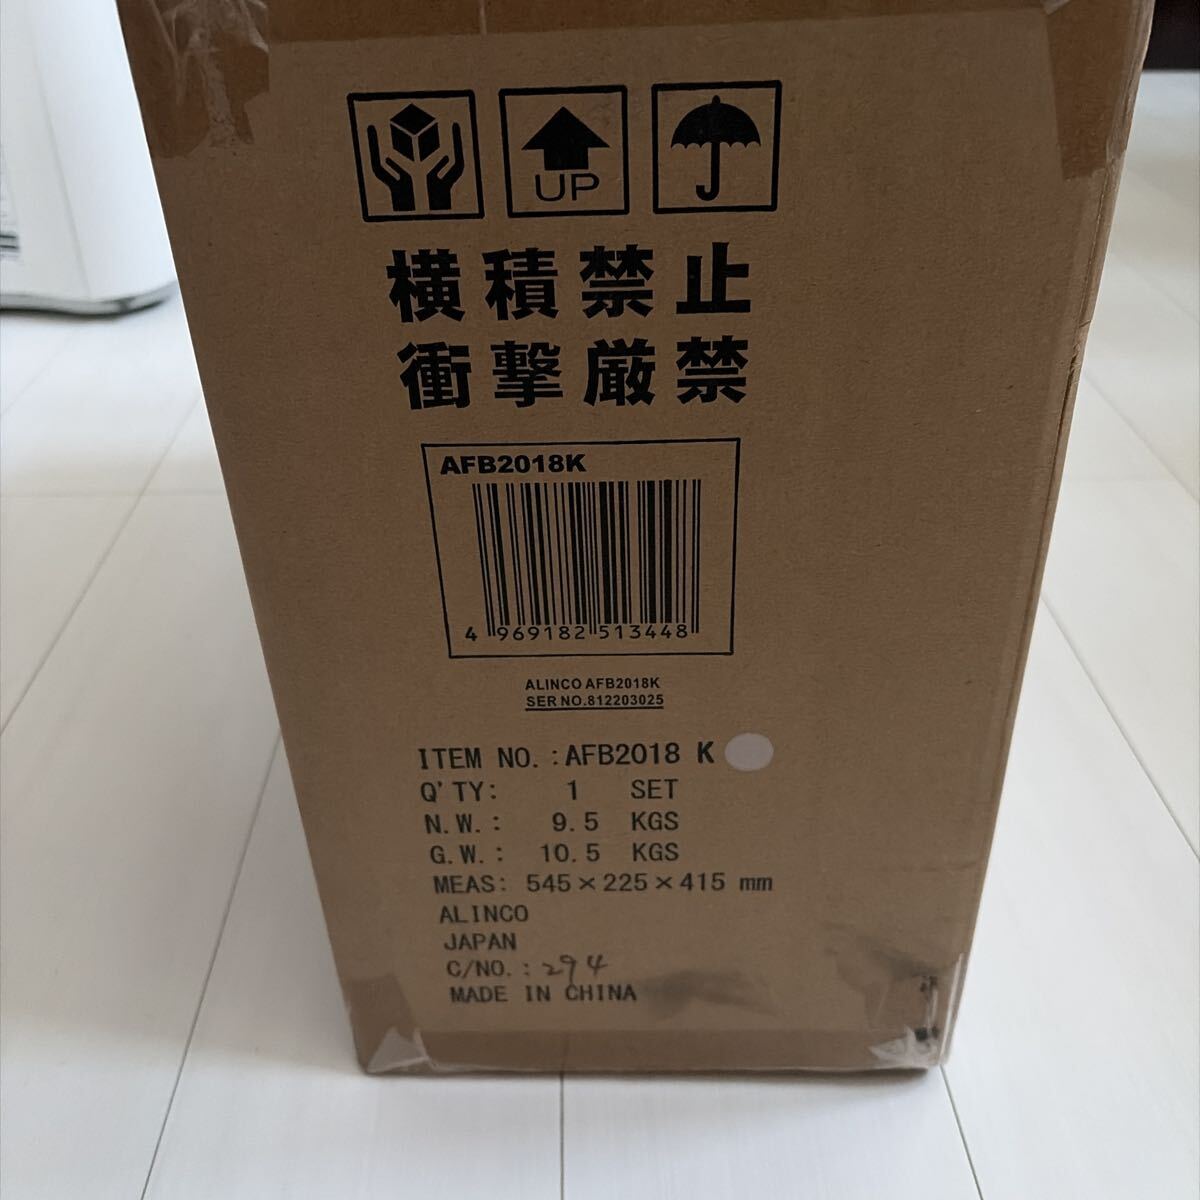 UP
横積禁止
衝撃厳禁
AFB2018K
4 969182 513448
ALINCO AFB2018K
SER NO.812203025
ITEM NO.:AFB2018 K
Q'TY: 1 SET
N.W.: 9.5 KGS
G.W.: 10.5 KGS
MEAS: 545×225×415 mm
ALINCO
JAPAN
C/NO.: 294
MADE IN CHINA